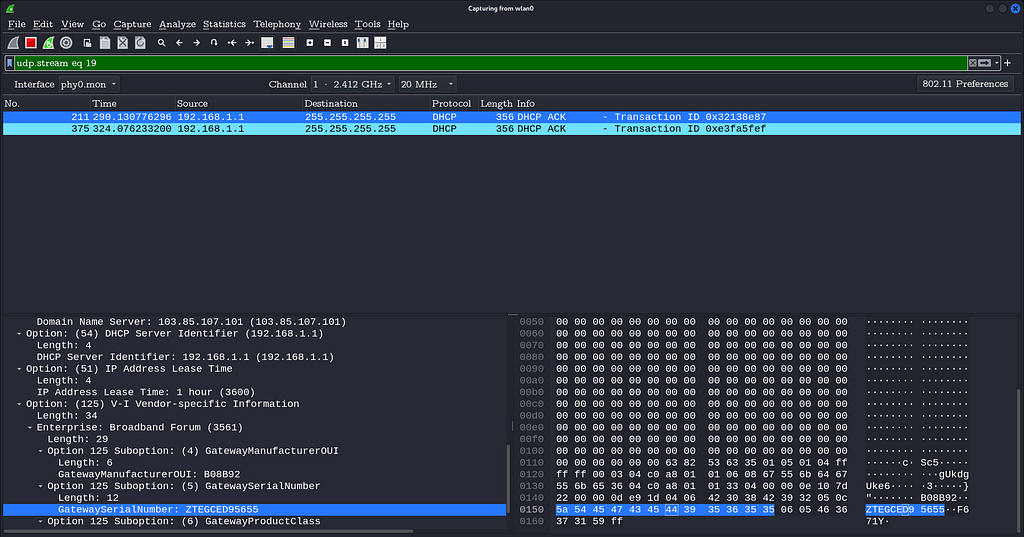 Capturing from wlan0
File Edit View Go Capture Analyze Statistics Telephony Wireless Tools Help
udp.stream eq 19
Interface phy0.mon Channel 1 · 2.412 GHz 20 MHz 802.11 Preferences
No. Time Source Destination Protocol Length Info
211 290.130776296 192.168.1.1 255.255.255.255 DHCP 356 DHCP ACK - Transaction ID 0x32138e87
375 324.076233200 192.168.1.1 255.255.255.255 DHCP 356 DHCP ACK - Transaction ID 0xe3fa5fef
Domain Name Server: 103.85.107.101 (103.85.107.101)
Option: (54) DHCP Server Identifier (192.168.1.1)
Length: 4
DHCP Server Identifier: 192.168.1.1 (192.168.1.1)
Option: (51) IP Address Lease Time
Length: 4
IP Address Lease Time: 1 hour (3600)
Option: (125) V-I Vendor-specific Information
Length: 34
Enterprise: Broadband Forum (3561)
Length: 29
Option 125 Suboption: (4) GatewayManufacturerOUI
Length: 6
GatewayManufacturerOUI: B08B92
Option 125 Suboption: (5) GatewaySerialNumber
Length: 12
GatewaySerialNumber: ZTEGCED95655
Option 125 Suboption: (6) GatewayProductClass
0050 00 00 00 00 00 00 00 00 00 00 00 00 00 00 00 00 ········ ········
0060 00 00 00 00 00 00 00 00 00 00 00 00 00 00 00 00 ········ ········
0070 00 00 00 00 00 00 00 00 00 00 00 00 00 00 00 00 ········ ········
0080 00 00 00 00 00 00 00 00 00 00 00 00 00 00 00 00 ········ ········
0090 00 00 00 00 00 00 00 00 00 00 00 00 00 00 00 00 ········ ········
00a0 00 00 00 00 00 00 00 00 00 00 00 00 00 00 00 00 ········ ········
00b0 00 00 00 00 00 00 00 00 00 00 00 00 00 00 00 00 ········ ········
00c0 00 00 00 00 00 00 00 00 00 00 00 00 00 00 00 00 ········ ········
00d0 00 00 00 00 00 00 00 00 00 00 00 00 00 00 00 00 ········ ········
00e0 00 00 00 00 00 00 00 00 00 00 00 00 00 00 00 00 ········ ········
00f0 00 00 00 00 00 00 00 00 00 00 00 00 00 00 00 00 ········ ········
0100 00 00 00 00 00 00 00 00 00 00 00 00 00 00 00 00 ········ ········
0110 00 00 00 00 00 00 63 82 53 63 35 01 05 01 04 ff ······c· Sc5·····
0120 ff ff 00 03 04 c0 a8 01 01 06 08 67 55 6b 64 67 ········ ···gUkdg
0130 55 6b 65 36 04 c0 a8 01 01 33 04 00 00 0e 10 7d Uke6···· ·3·····}
0140 22 00 00 0d e9 1d 04 06 42 30 38 42 39 32 05 0c "······· B08B92··
0150 5a 54 45 47 43 45 44 39 35 36 35 35 06 05 46 36 ZTEGCED9 5655··F6
0160 37 31 59 ff 71Y·